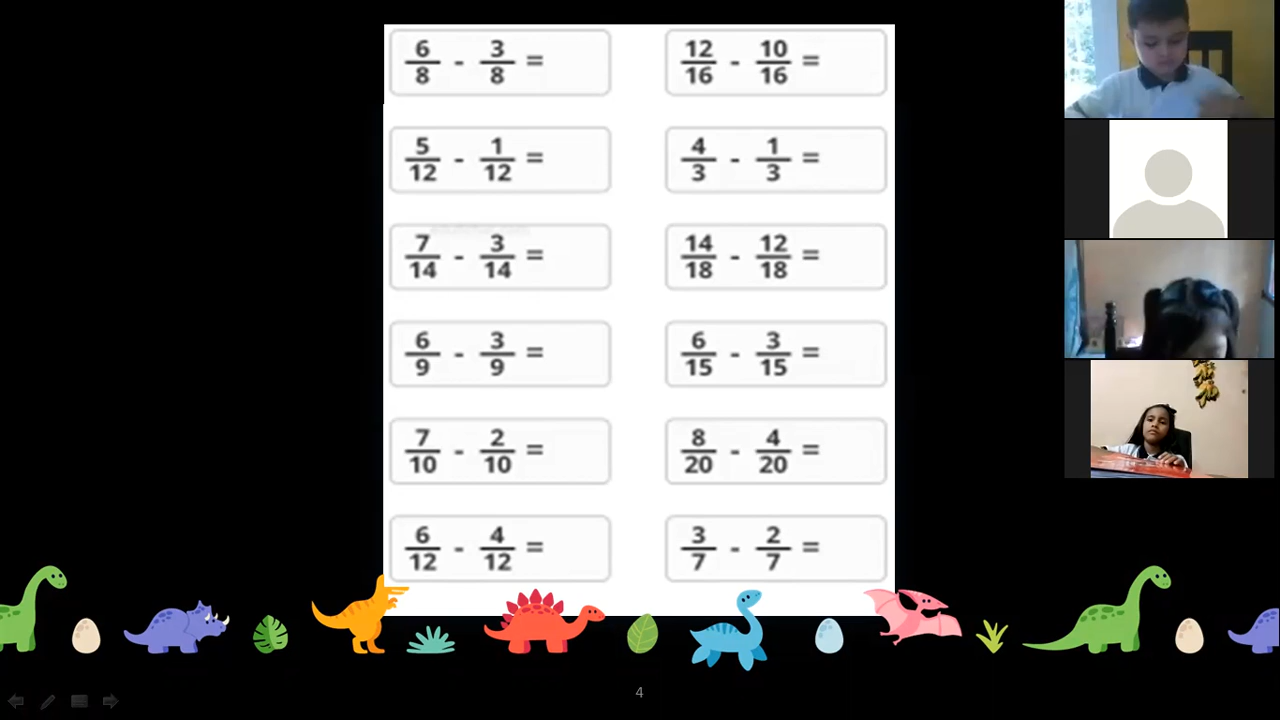 6/8 - 3/8 =
12/16 - 10/16 =
5/12 - 1/12 =
4/3 - 1/3 =
7/14 - 3/14 =
14/18 - 12/18 =
6/9 - 3/9 =
6/15 - 3/15 =
7/10 - 2/10 =
8/20 - 4/20 =
6/12 - 4/12 =
3/7 - 2/7 =
4